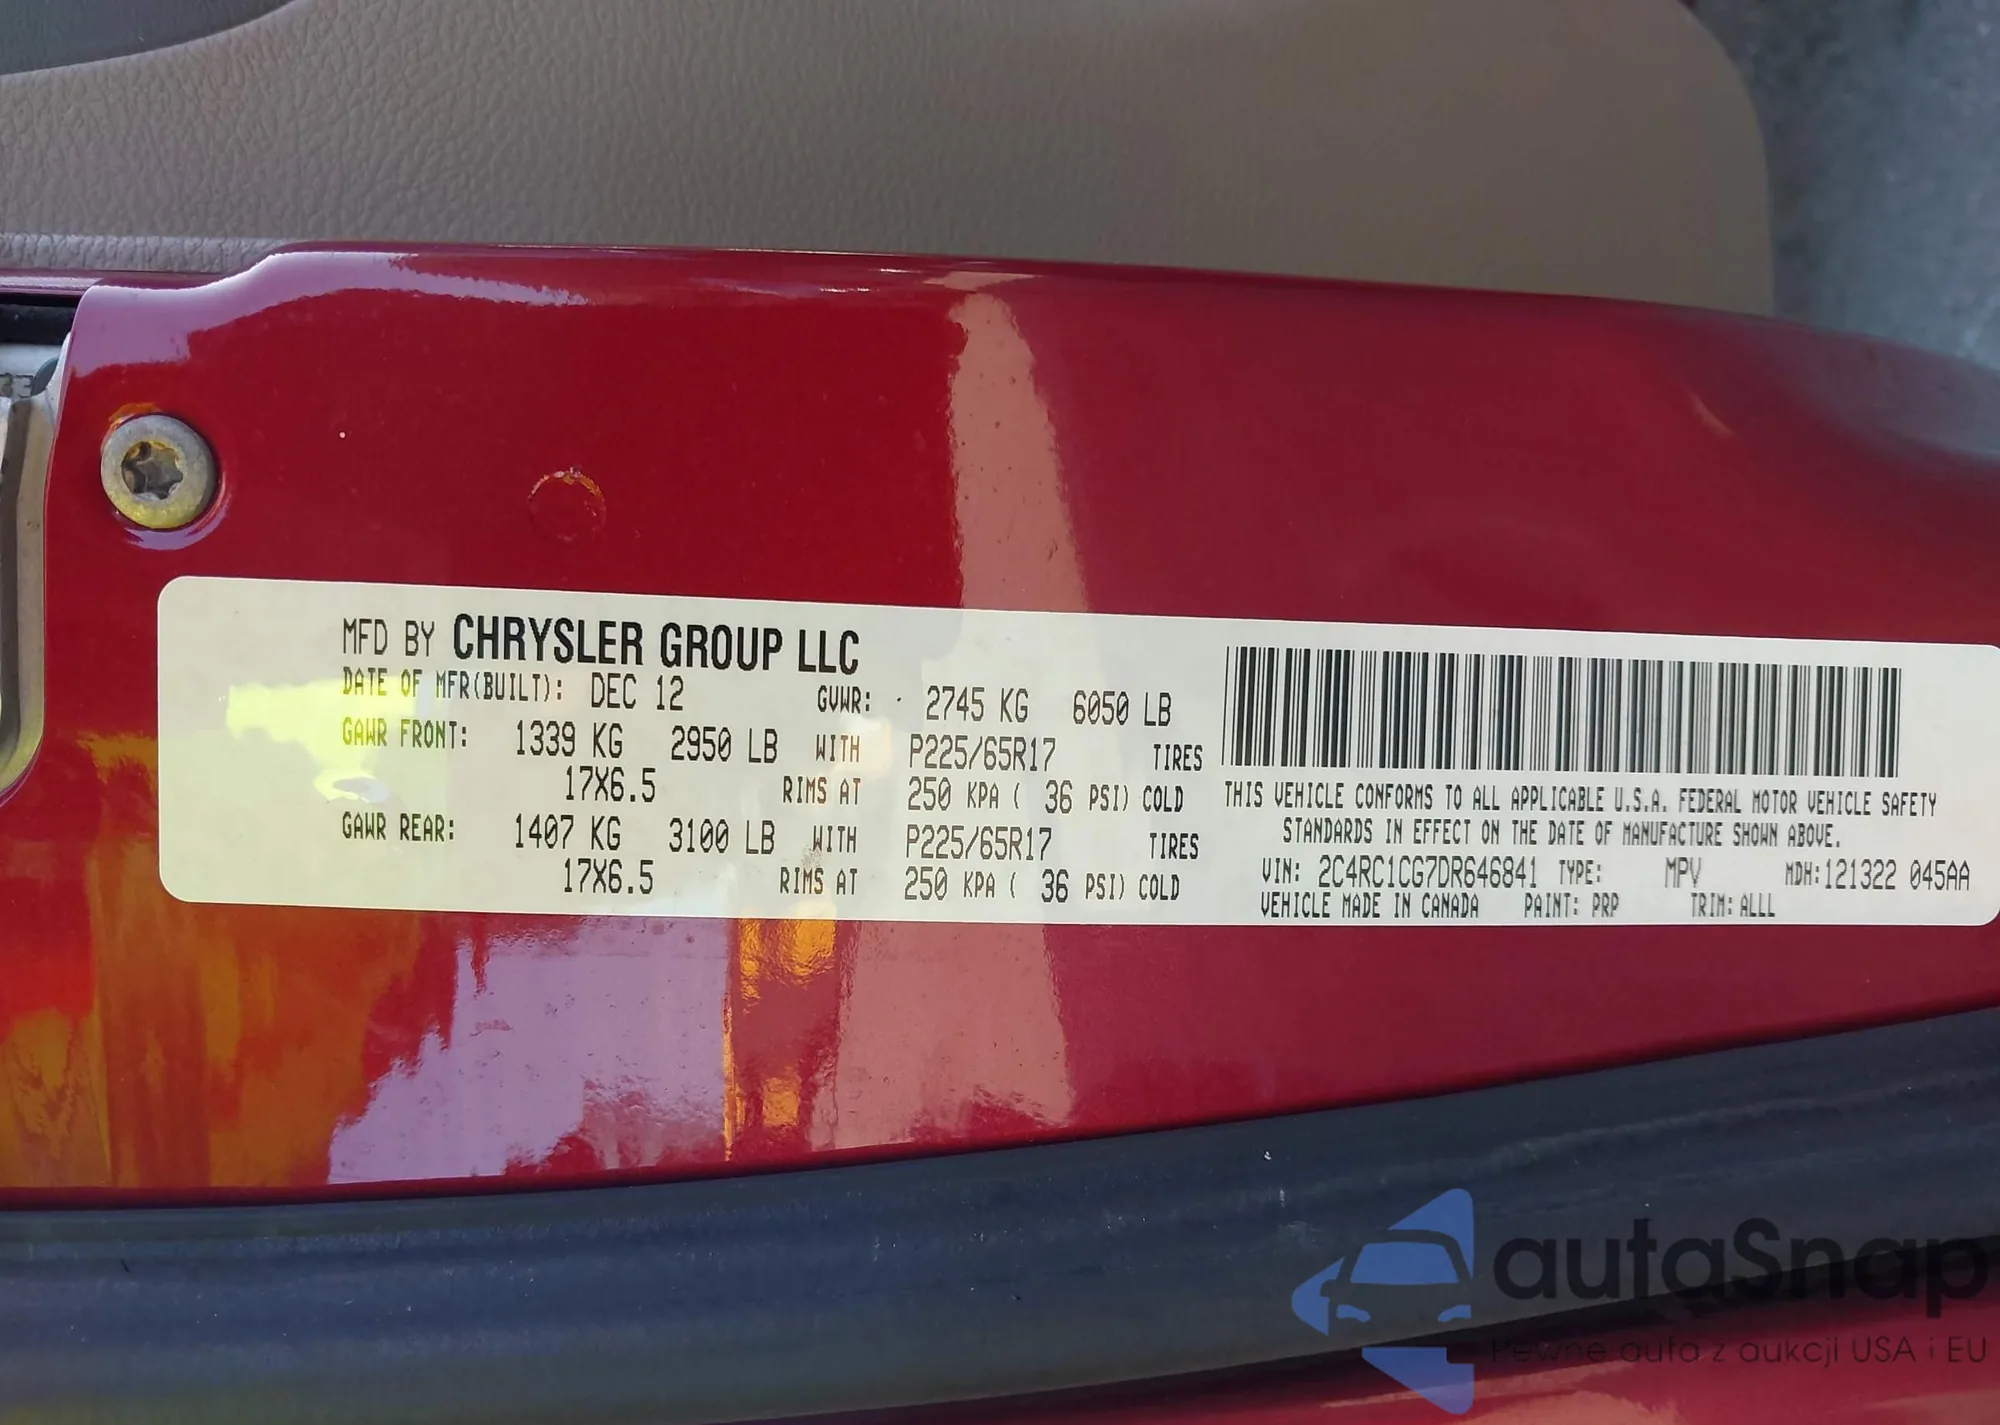 MFD BY CHRYSLER GROUP LLC
DATE OF MFR(BUILT): DEC 12 GVWR: 2745 KG 6050 LB
GAWR FRONT: 1339 KG 2950 LB WITH P225/65R17 TIRES
17X6.5 RIMS AT 250 KPA ( 36 PSI) COLD
GAWR REAR: 1407 KG 3100 LB WITH P225/65R17 TIRES
17X6.5 RIMS AT 250 KPA ( 36 PSI) COLD
THIS VEHICLE CONFORMS TO ALL APPLICABLE U.S.A. FEDERAL MOTOR VEHICLE SAFETY
STANDARDS IN EFFECT ON THE DATE OF MANUFACTURE SHOWN ABOVE.
VIN: 2C4RC1CG7DR646841 TYPE: MPV MDH:121322 045AA
VEHICLE MADE IN CANADA PAINT: PRP TRIM: ALLL
autaSnap
Pewne auta z aukcji USA i EU